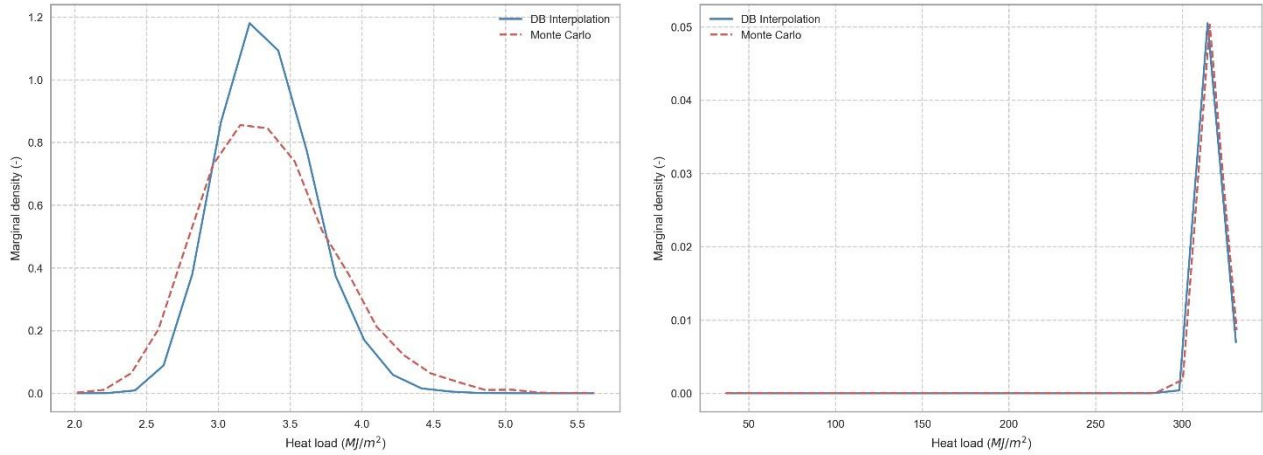 1.2
1.0
0.8
0.6
0.4
0.2
0.0
Marginal density (-)
DB Interpolation
Monte Carlo
2.0 2.5 3.0 3.5 4.0 4.5 5.0 5.5
Heat load (MJ/m²)
0.05
0.04
0.03
0.02
0.01
0.00
Marginal density (-)
DB Interpolation
Monte Carlo
50 100 150 200 250 300
Heat load (MJ/m²)